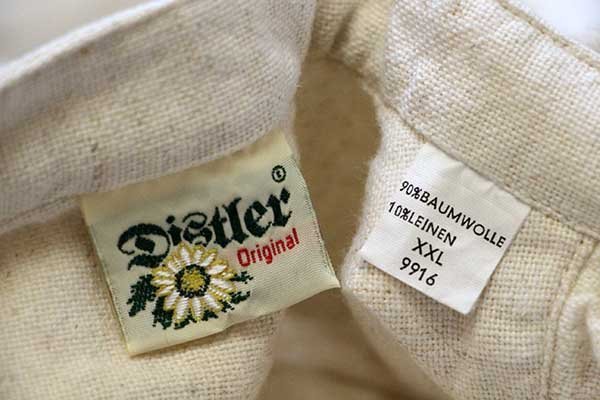 Distler ®
Original
90%BAUMWOLLE
10%LEINEN
XXL
9916